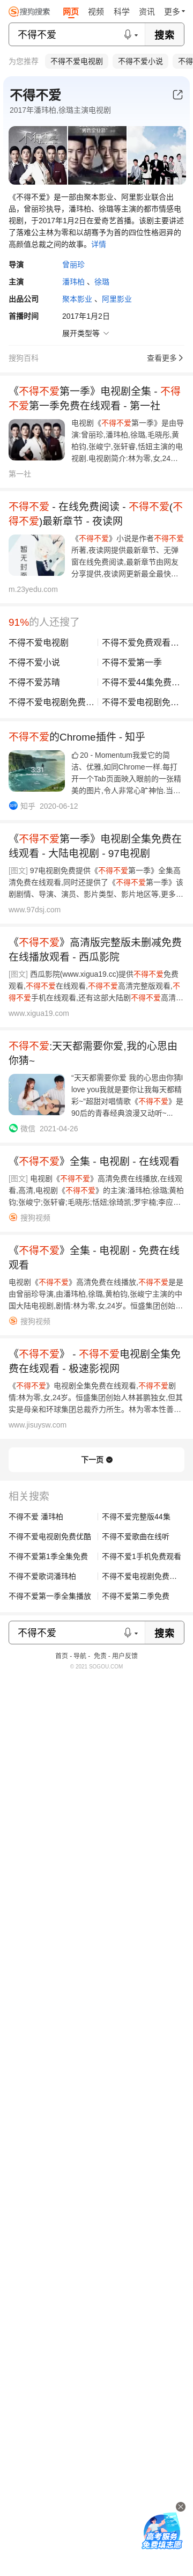 搜狗搜索 网页 视频 科学 资讯 更多
不得不爱 搜索
为您推荐 不得不爱电视剧 不得不爱小说 不得
不得不爱
2017年潘玮柏,徐璐主演电视剧
《不得不爱》是一部由聚本影业、阿里影业联合出品,曾丽珍执导,潘玮柏、徐璐等主演的都市情感电视剧,于2017年1月2日在爱奇艺首播。该剧主要讲述了落难公主林为零和以胡赛予为首的四位性格迥异的高颜值总裁之间的故事。详情
导演 曾丽珍
主演 潘玮柏 、徐璐
出品公司 聚本影业 、阿里影业
首播时间 2017年1月2日
展开类型等
搜狗百科 查看更多
《不得不爱第一季》电视剧全集 - 不得不爱第一季免费在线观看 - 第一社
电视剧《不得不爱第一季》是由导演:曾丽珍,潘玮柏,徐璐,毛晓彤,黄柏钧,张峻宁,张轩睿,恬妞主演的电视剧.电视剧简介:林为零,女,24...
第一社
不得不爱 - 在线免费阅读 - 不得不爱(不得不爱)最新章节 - 夜读网
暂无封面
《不得不爱》小说是作者不得不爱所著,夜读网提供最新章节、无弹窗在线免费阅读,最新章节由网友分享提供,夜读网更新最全最快...
m.23yedu.com
91%的人还搜了
不得不爱电视剧 不得不爱免费观看...
不得不爱小说 不得不爱第一季
不得不爱苏晴 不得不爱44集免费...
不得不爱电视剧免费... 不得不爱电视剧免...
不得不爱的Chrome插件 - 知乎
20 - Momentum我爱它的简洁、优雅,如同Chrome一样.每打开一个Tab页面映入眼前的一张精美的图片,令人非常心旷神怡.当...
知乎 2020-06-12
《不得不爱第一季》电视剧全集免费在线观看 - 大陆电视剧 - 97电视剧
[图文] 97电视剧免费提供《不得不爱第一季》全集高清免费在线观看,同时还提供了《不得不爱第一季》该剧剧情、导演、演员、影片类型、影片地区等,更多...
www.97dsj.com
《不得不爱》高清版完整版未删减免费在线播放观看 - 西瓜影院
[图文] 西瓜影院(www.xigua19.cc)提供不得不爱免费观看,不得不爱在线观看,不得不爱高清完整版观看,不得不爱手机在线观看,还有这部大陆剧不得不爱高清...
www.xigua19.com
不得不爱:天天都需要你爱,我的心思由你猜~
"天天都需要你爱 我的心思由你猜I love you我就是要你让我每天都精彩~"超甜对唱情歌《不得不爱》是90后的青春经典浪漫又动听~...
微信 2021-04-26
《不得不爱》全集 - 电视剧 - 在线观看
[图文] 电视剧《不得不爱》高清免费在线播放,在线观看,高清,电视剧《不得不爱》的主演:潘玮柏;徐璐;黄柏钧;张峻宁;张轩睿;毛晓彤;恬妞;徐琦凯;罗宇楠;李应...
搜狗视频
《不得不爱》全集 - 电视剧 - 免费在线观看
电视剧《不得不爱》高清免费在线播放,不得不爱是是由曾丽珍导演,由潘玮柏,徐璐,黄柏钧,张峻宁主演的中国大陆电视剧,剧情:林为零,女,24岁。恒盛集团创始...
搜狗视频
《不得不爱》 - 不得不爱电视剧全集免费在线观看 - 极速影视网
《不得不爱》电视剧全集免费在线观看,不得不爱剧情:林为零,女,24岁。恒盛集团创始人林甚鹏独女,但其实是母亲和环球集团总裁乔力所生。林为零本性善...
www.jisuysw.com
下一页
相关搜索
不得不爱 潘玮柏 不得不爱完整版44集
不得不爱电视剧免费优酷 不得不爱歌曲在线听
不得不爱第1季全集免费 不得不爱1手机免费观看
不得不爱歌词潘玮柏 不得不爱电视剧免费...
不得不爱第一季全集播放 不得不爱第二季免费
不得不爱 搜索
首页 - 导航 - 免责 - 用户反馈
© 2021 SOGOU.COM
高考服务
免费填志愿